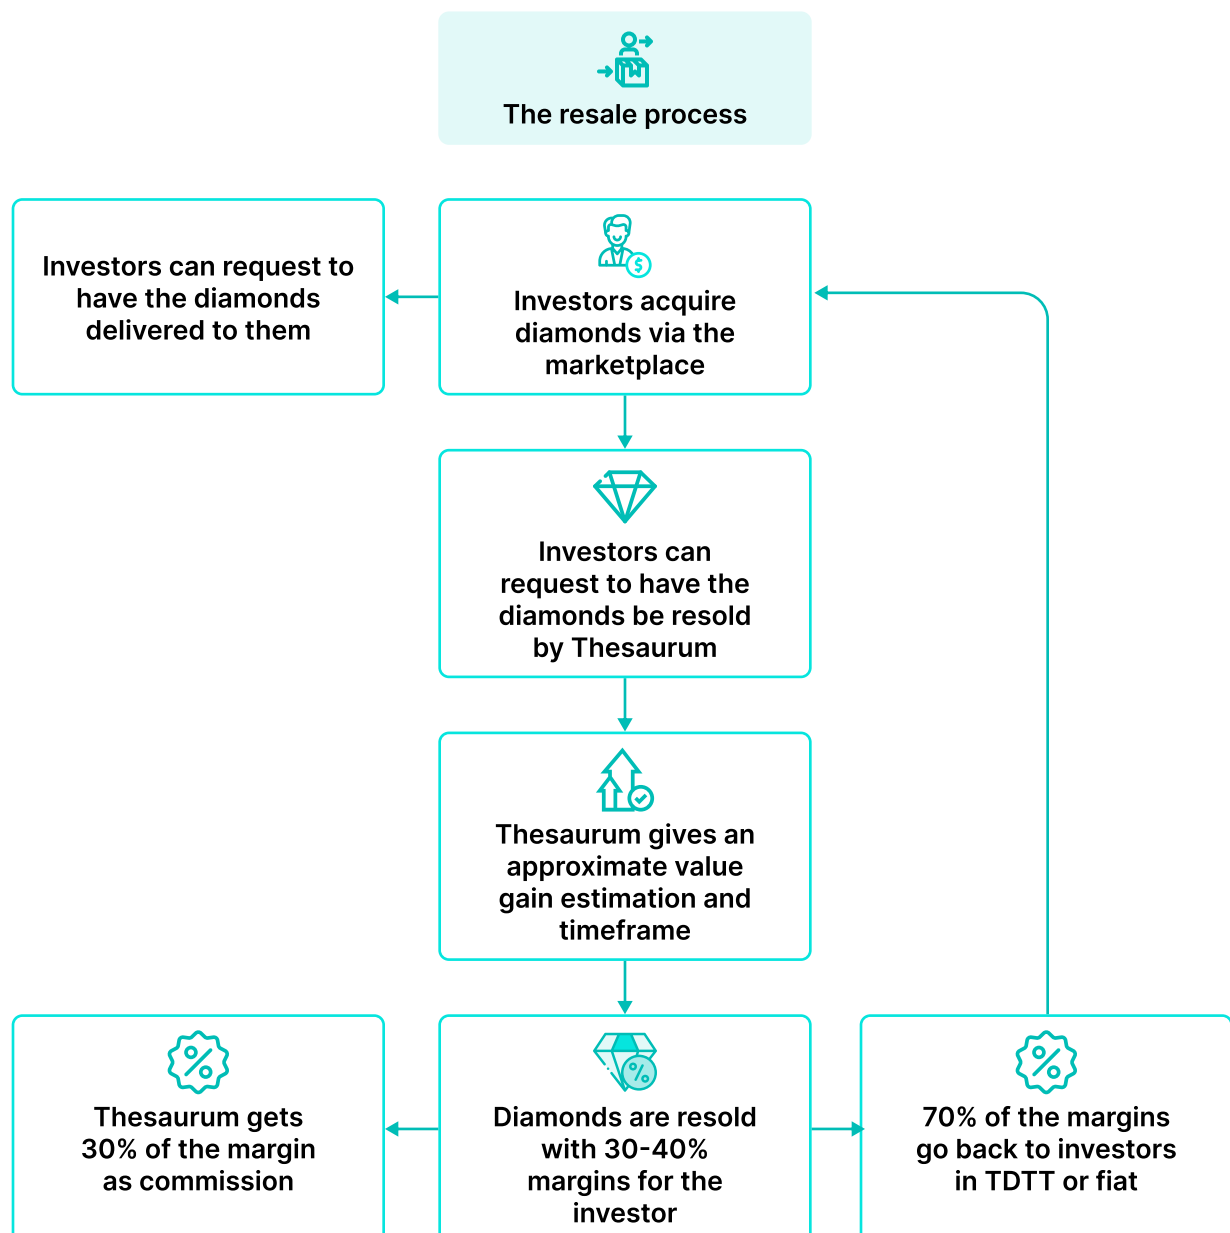 The resale process
Investors can request to
have the diamonds
delivered to them
Investors acquire
diamonds via the
marketplace
Investors can
request to have the
diamonds be resold
by Thesaurum
Thesaurum gives an
approximate value
gain estimation and
timeframe
Thesaurum gets
30% of the margin
as commission
Diamonds are resold
with 30-40%
margins for the
investor
70% of the margins
go back to investors
in TDTT or fiat